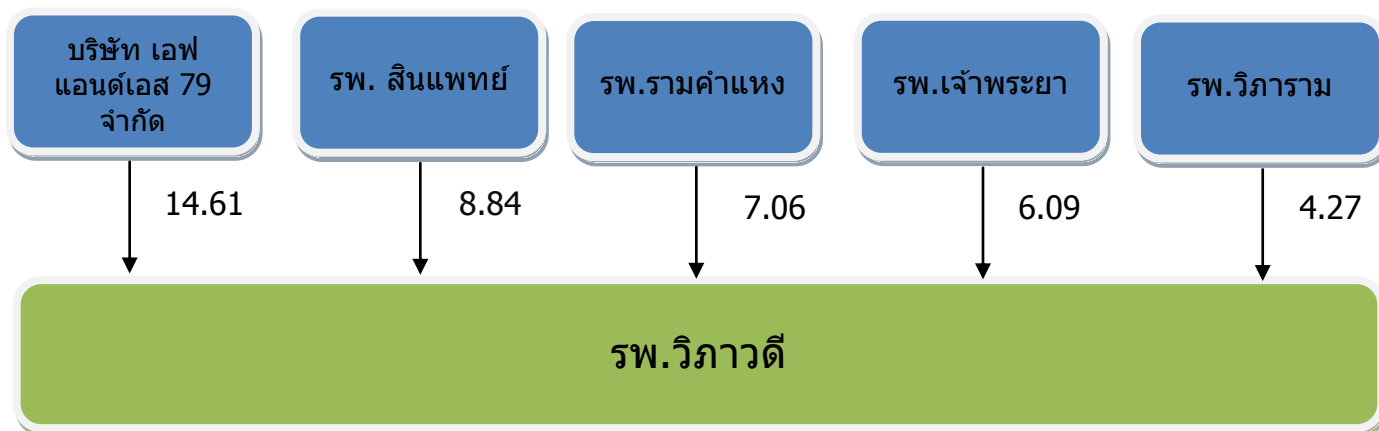 บริษัท เอฟ
แอนด์เอส 79
จำกัด
รพ. สินแพทย์
รพ.รามคำแหง
รพ.เจ้าพระยา
รพ.วิภาราม
14.61
8.84
7.06
6.09
4.27
รพ.วิภาวดี